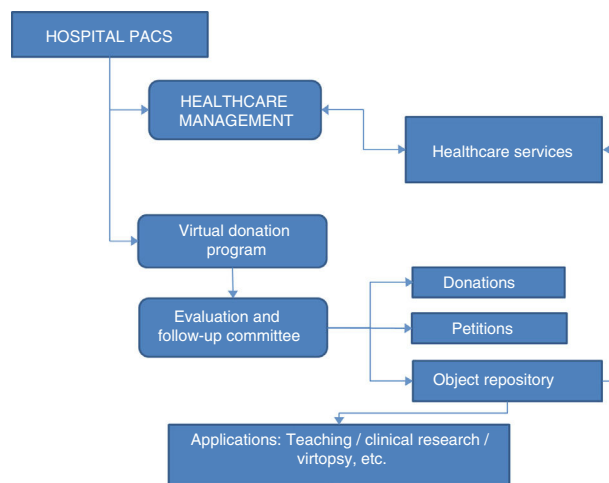 HOSPITAL PACS
HEALTHCARE
MANAGEMENT
Healthcare services
Virtual donation
program
Evaluation and
follow-up committee
Donations
Petitions
Object repository
Applications: Teaching / clinical research /
virtopsy, etc.